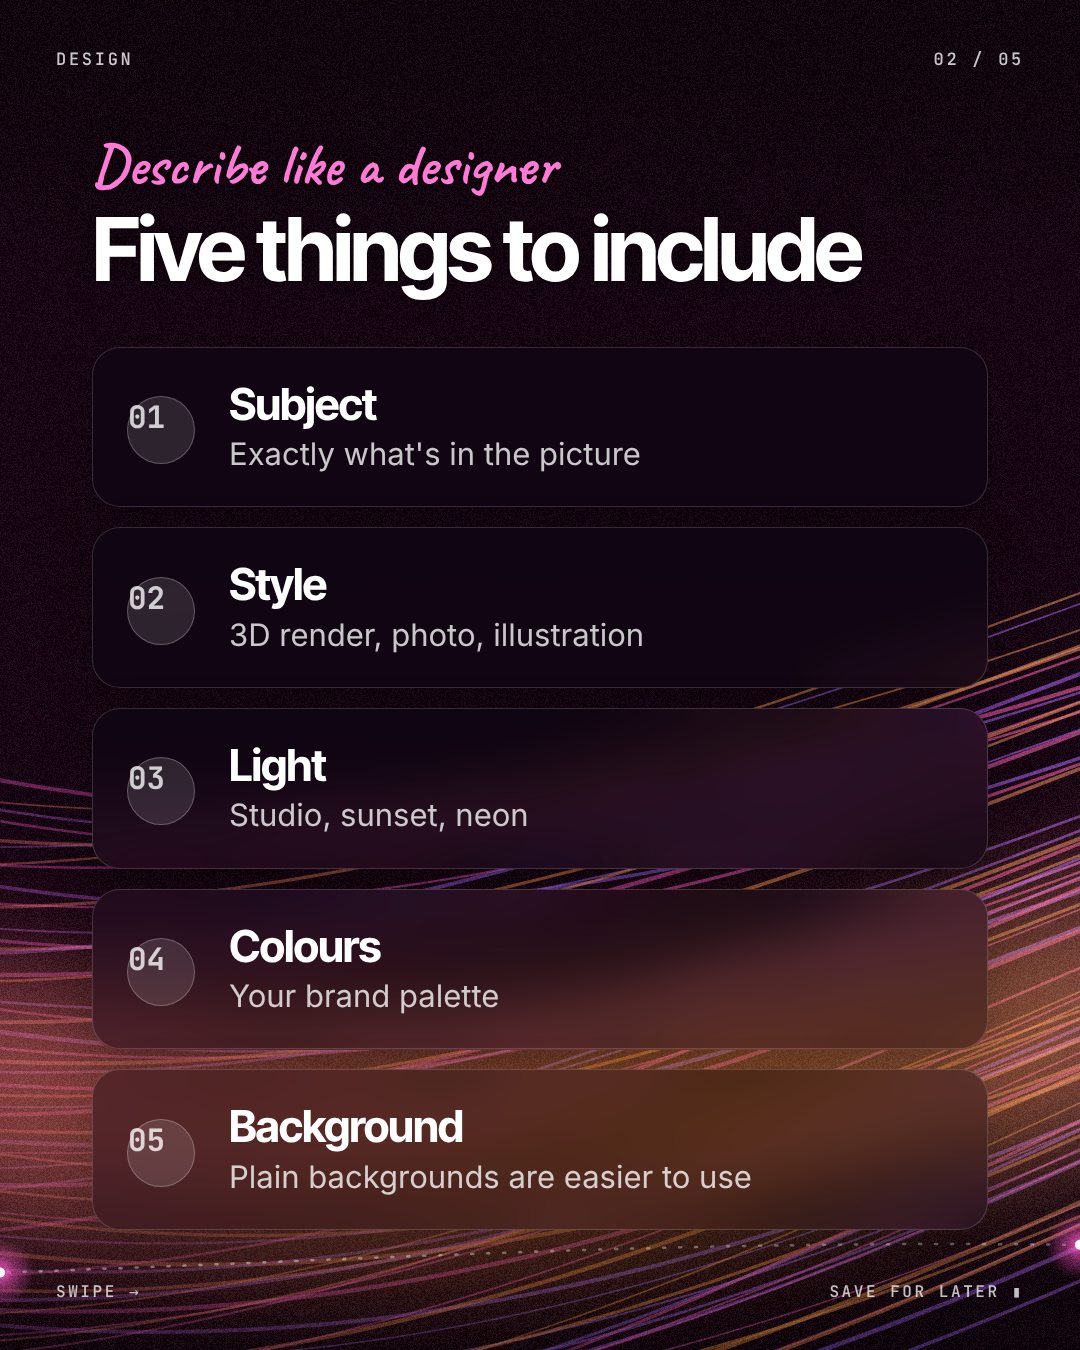 DESIGN
02 / 05
Describe like a designer
Five things to include
01
Subject
Exactly what's in the picture
02
Style
3D render, photo, illustration
03
Light
Studio, sunset, neon
04
Colours
Your brand palette
05
Background
Plain backgrounds are easier to use
SWIPE →
SAVE FOR LATER ▮